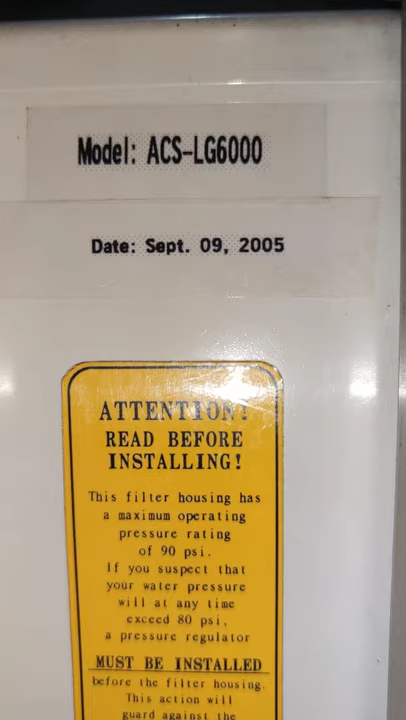 Model: ACS-LG6000
Date: Sept. 09, 2005
ATTENTION!
READ BEFORE
INSTALLING!
This filter housing has
a maximum operating
pressure rating
of 90 psi.
If you suspect that
your water pressure
will at any time
exceed 80 psi,
a pressure regulator
MUST BE INSTALLED
before the filter housing.
This action will
guard against the